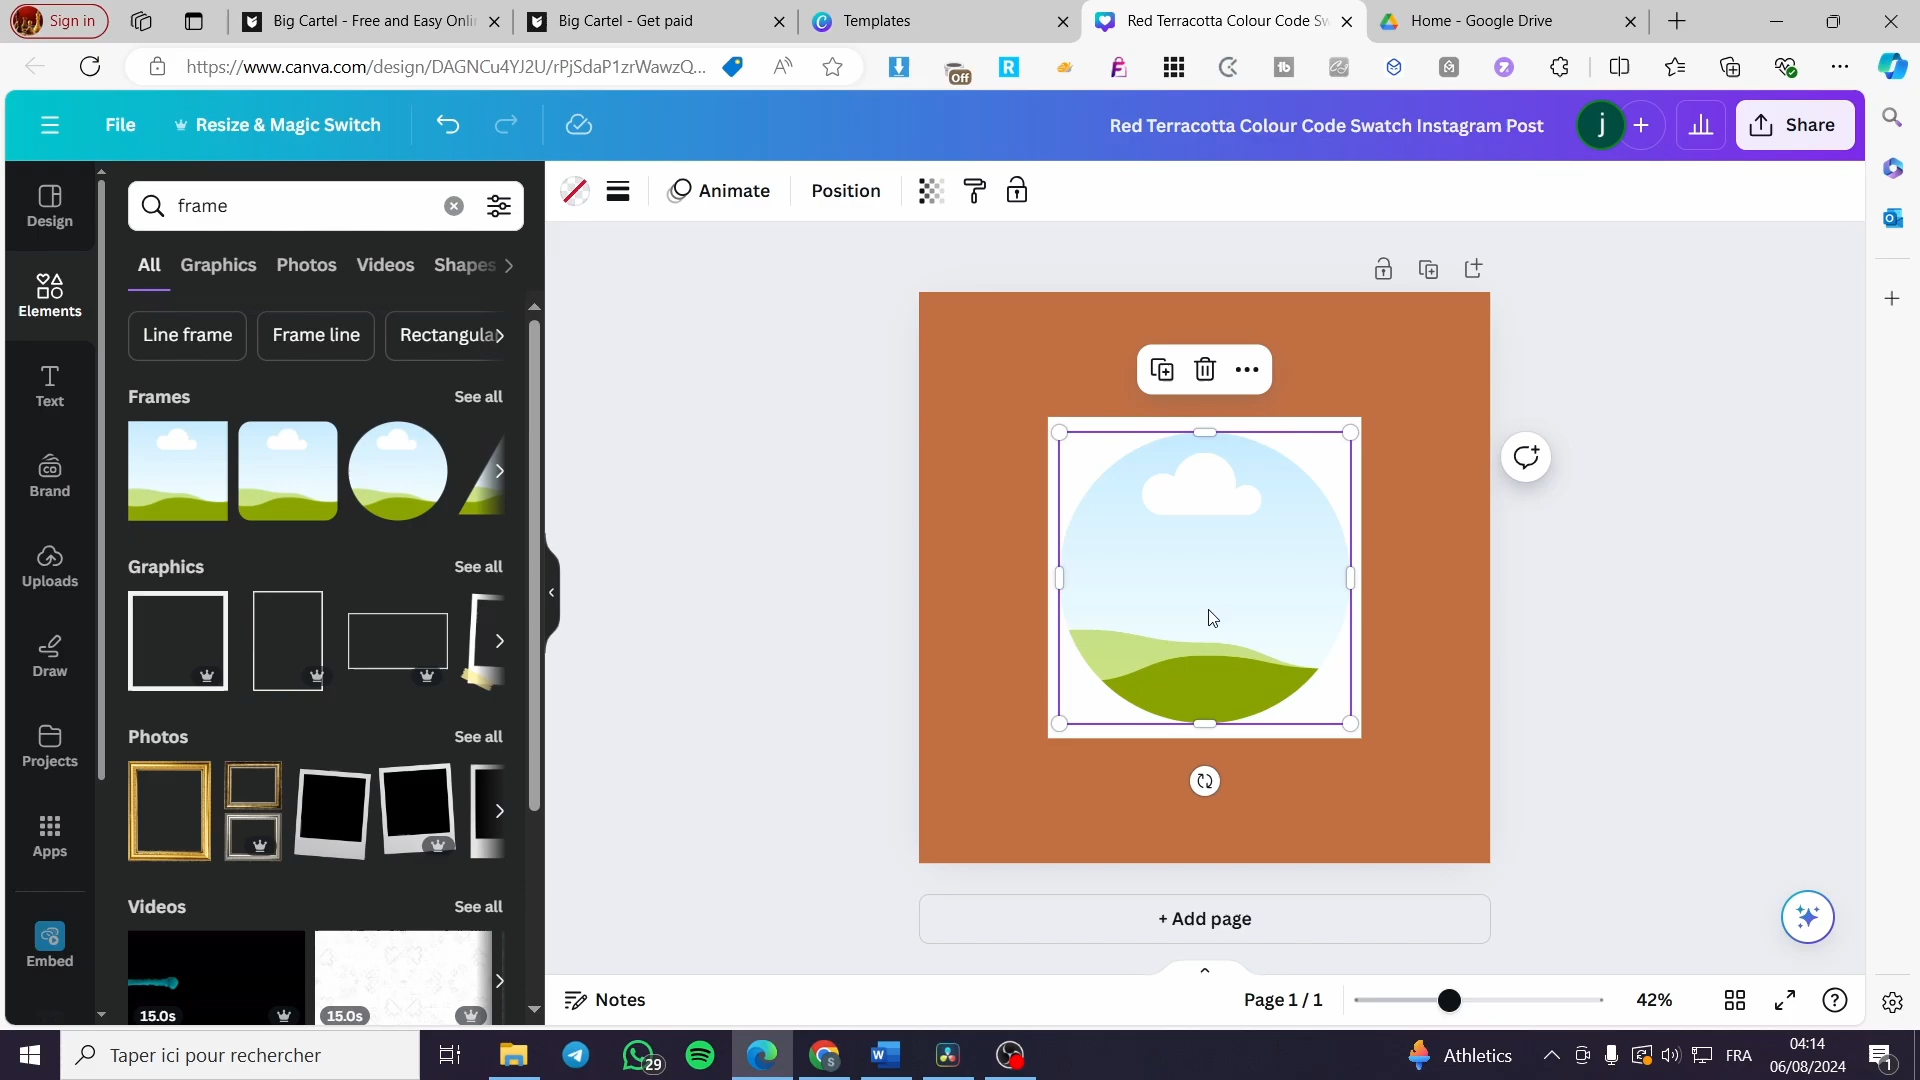 Sign in
Big Cartel - Free and Easy Onlin
Big Cartel - Get paid
Templates
Red Terracotta Colour Code Sw
Home - Google Drive
https://www.canva.com/design/DAGNCu4YJ2U/rPjSdaP1zrWawzQ...
Off
File
Resize & Magic Switch
Red Terracotta Colour Code Swatch Instagram Post
j
Share
Design
Elements
Text
Brand
Uploads
Draw
Projects
Apps
Embed
frame
All
Graphics
Photos
Videos
Shapes
Line frame
Frame line
Rectangular
Frames
See all
Graphics
See all
Photos
See all
Videos
See all
15.0s
15.0s
Animate
Position
+ Add page
Notes
Page 1 / 1
42%
Taper ici pour rechercher
29
Athletics
FRA
04:14
06/08/2024
1